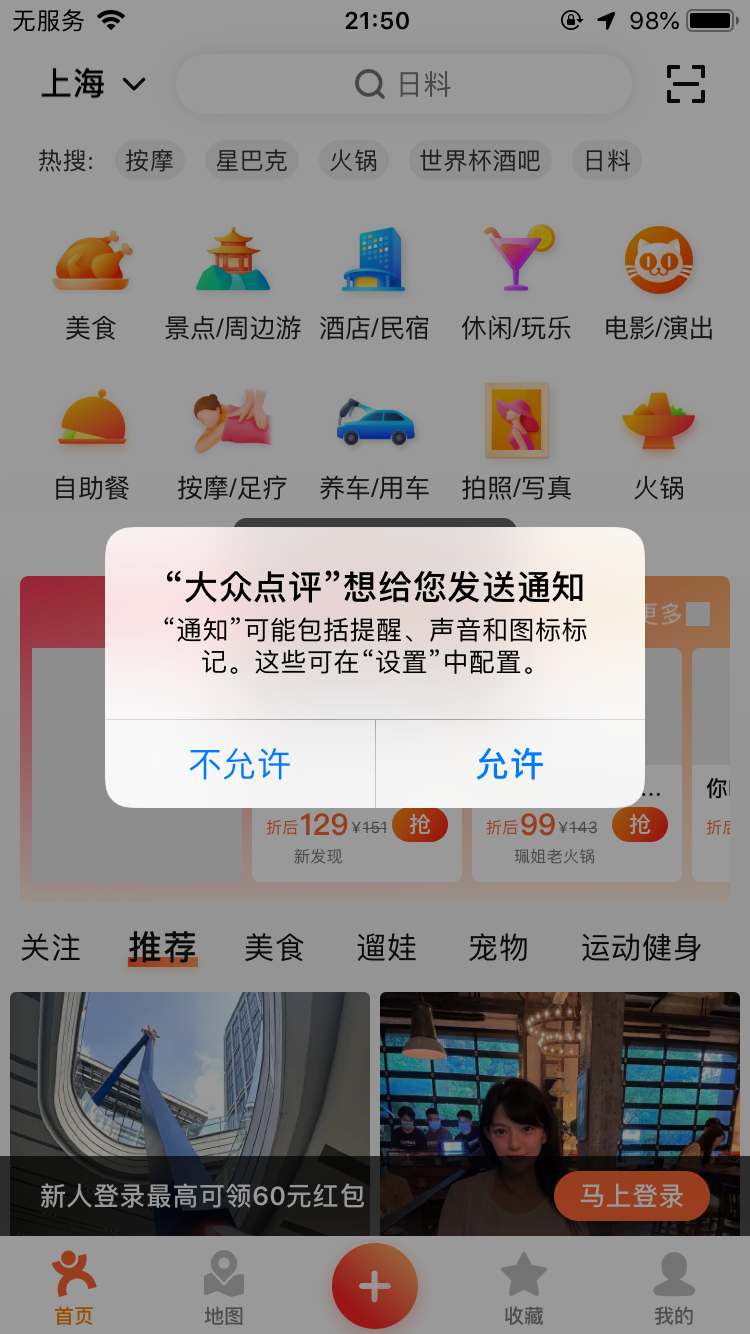 无服务 21:50 98%
上海 日料
热搜: 按摩 星巴克 火锅 世界杯酒吧 日料
美食 景点/周边游 酒店/民宿 休闲/玩乐 电影/演出
自助餐 按摩/足疗 养车/用车 拍照/写真 火锅
更多
“大众点评”想给您发送通知
“通知”可能包括提醒、声音和图标标
记。这些可在“设置”中配置。
不允许 允许
... 你
折后129 ¥151 抢 折后99 ¥143 抢 折后
新发现 珮姐老火锅
关注 推荐 美食 遛娃 宠物 运动健身
新人登录最高可领60元红包 马上登录
首页 地图 收藏 我的